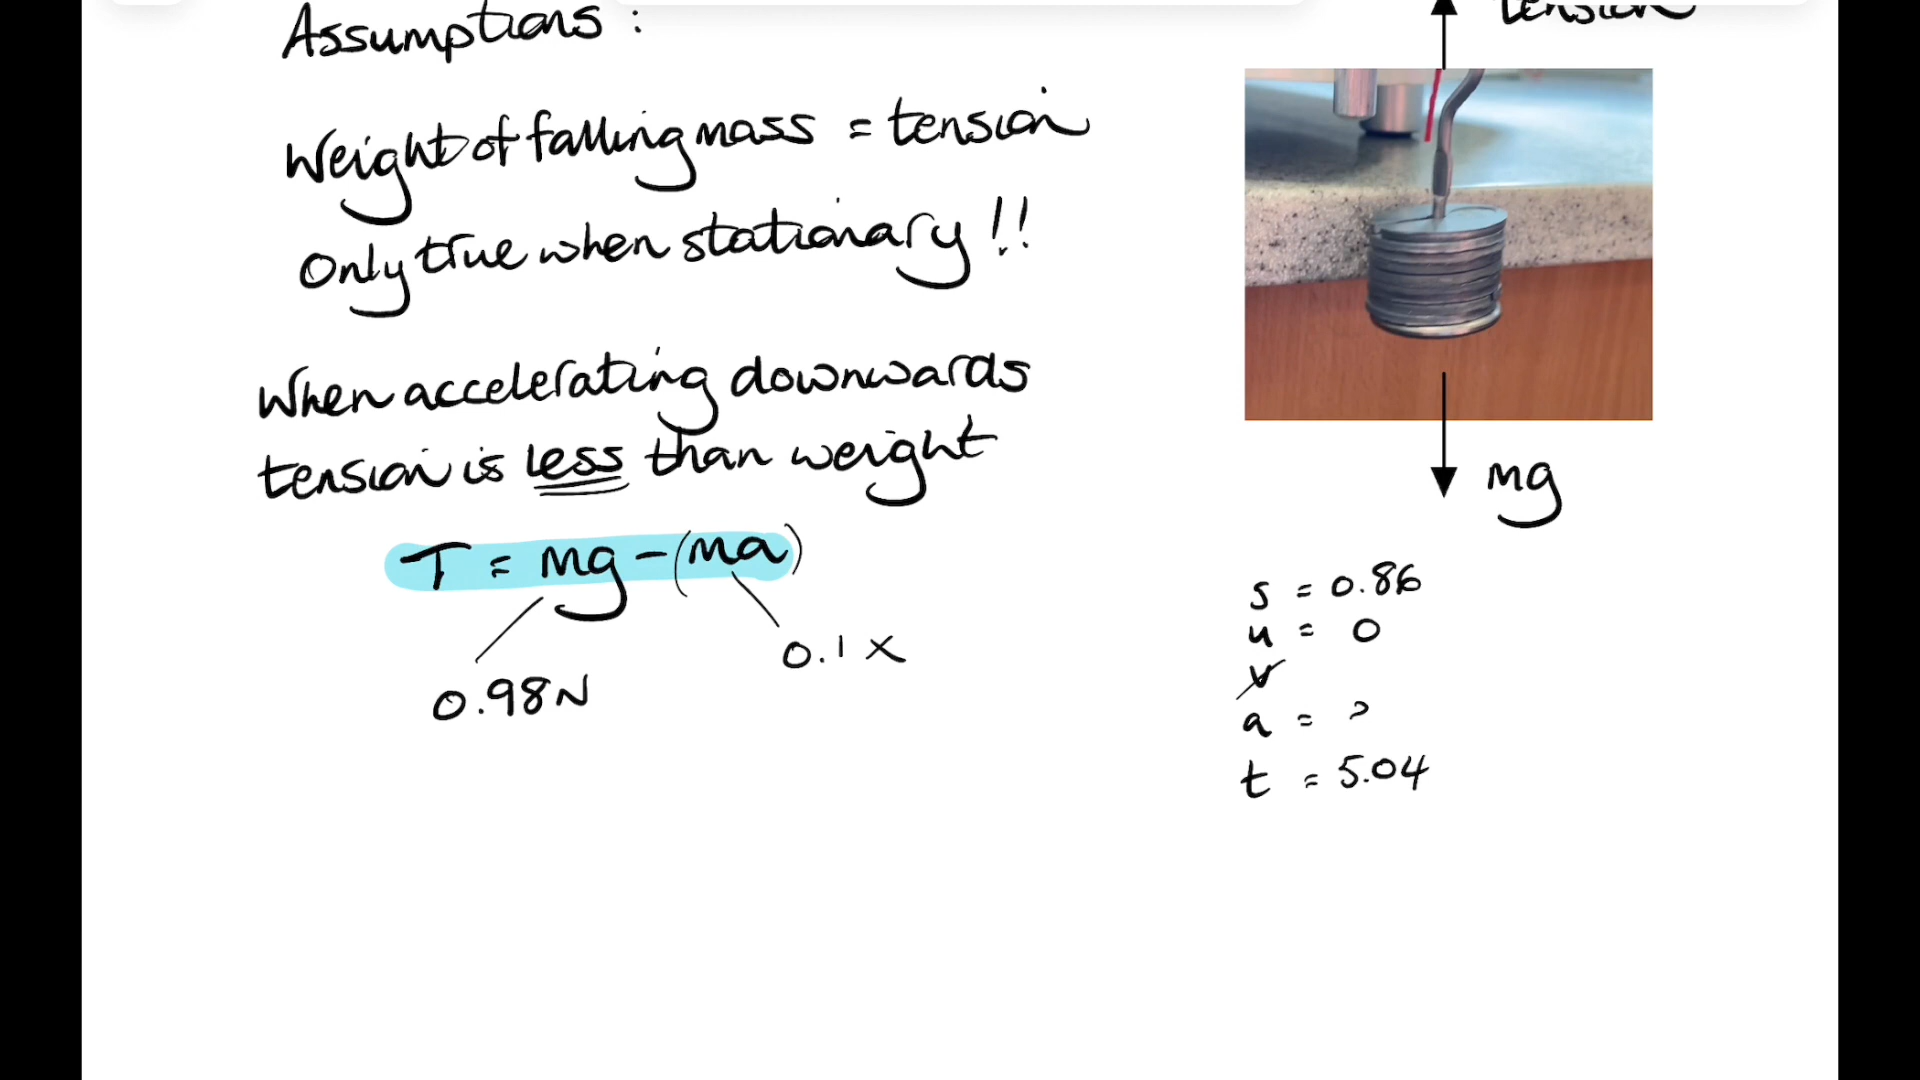 Assumptions :
Weight of falling mass = tension
Only true when stationary !!
When accelerating downwards
tension is less than weight
T = mg - (ma)
0.98N
0.1 x
tension
mg
s = 0.86
u = 0
v
a = ?
t = 5.04